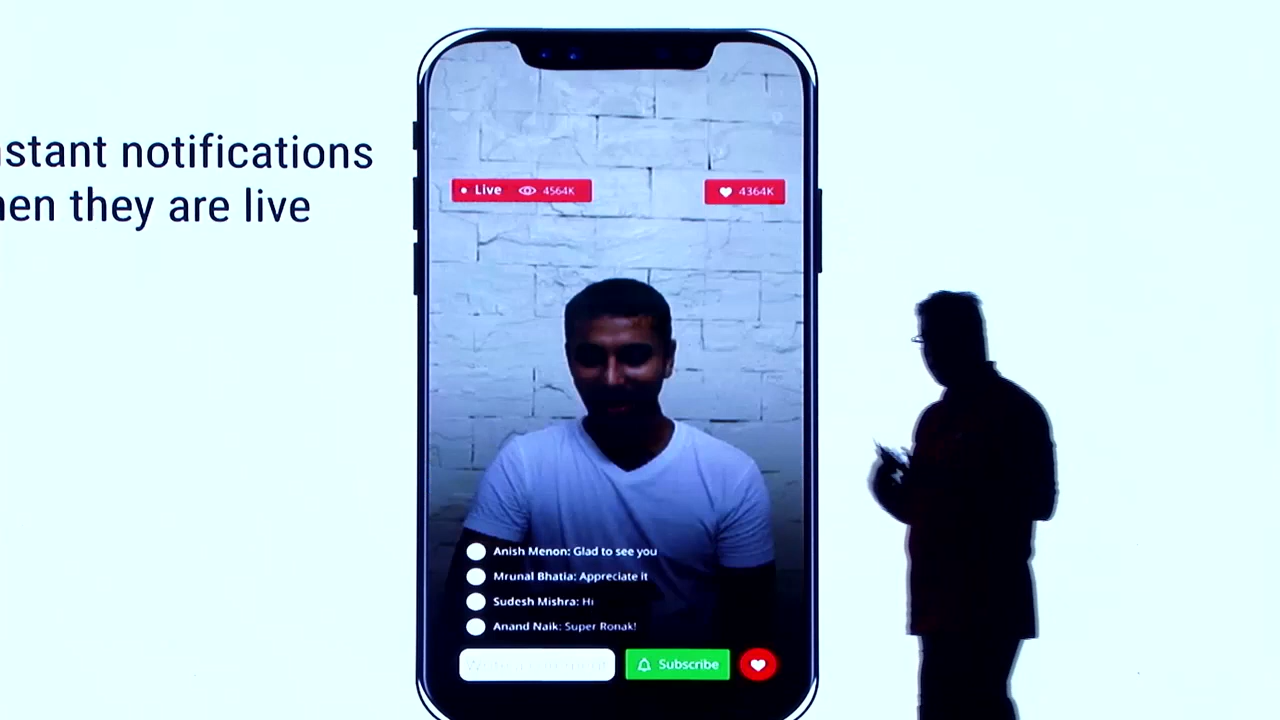 nstant notifications
hen they are live
Live 4564K
4364K
Anish Menon: Glad to see you
Mrunal Bhatia: Appreciate it
Sudesh Mishra: Hi
Anand Naik: Super Ronak!
Subscribe